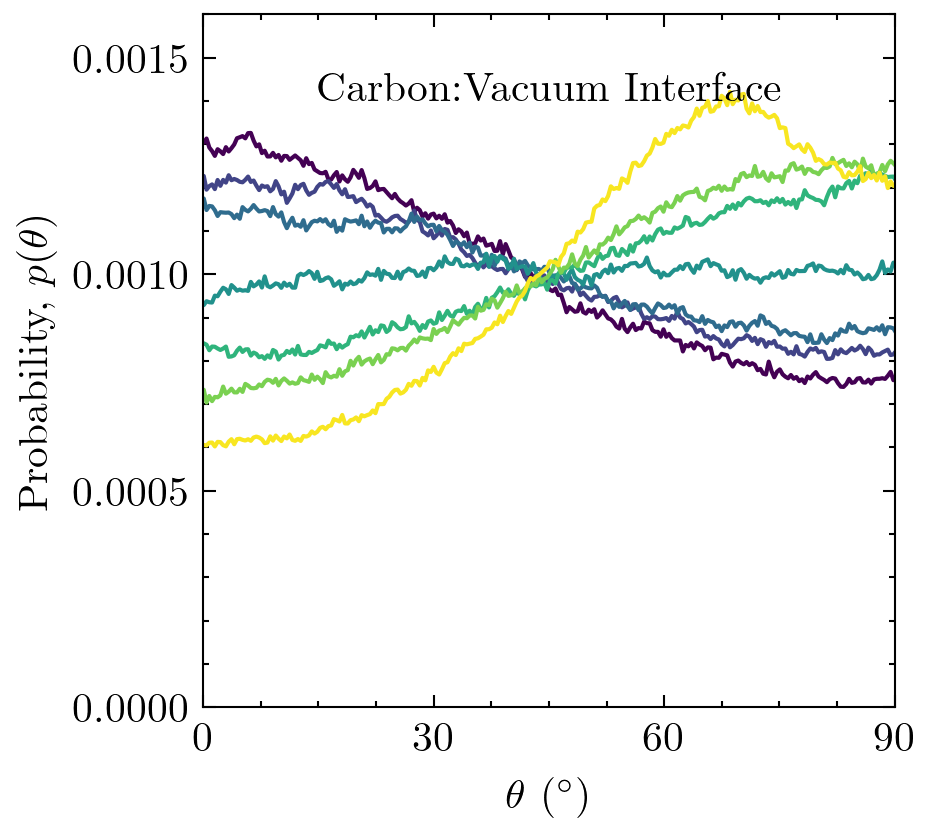 Carbon:Vacuum Interface
Probability, p(θ)
0.0015
0.0010
0.0005
0.0000
0 30 60 90
θ (°)